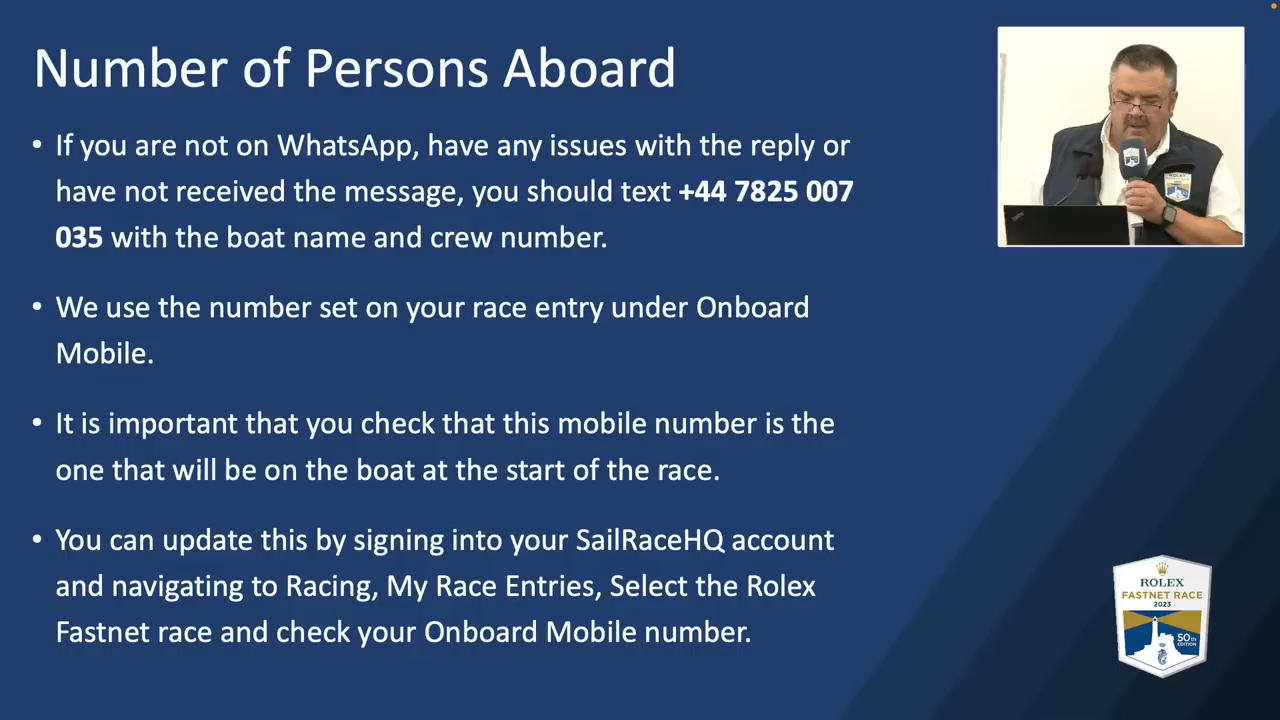 Number of Persons Aboard
• If you are not on WhatsApp, have any issues with the reply or
have not received the message, you should text +44 7825 007
035 with the boat name and crew number.
• We use the number set on your race entry under Onboard
Mobile.
• It is important that you check that this mobile number is the
one that will be on the boat at the start of the race.
• You can update this by signing into your SailRaceHQ account
and navigating to Racing, My Race Entries, Select the Rolex
Fastnet race and check your Onboard Mobile number.
ROLEX
ROLEX
FASTNET RACE
2023
50th
EDITION